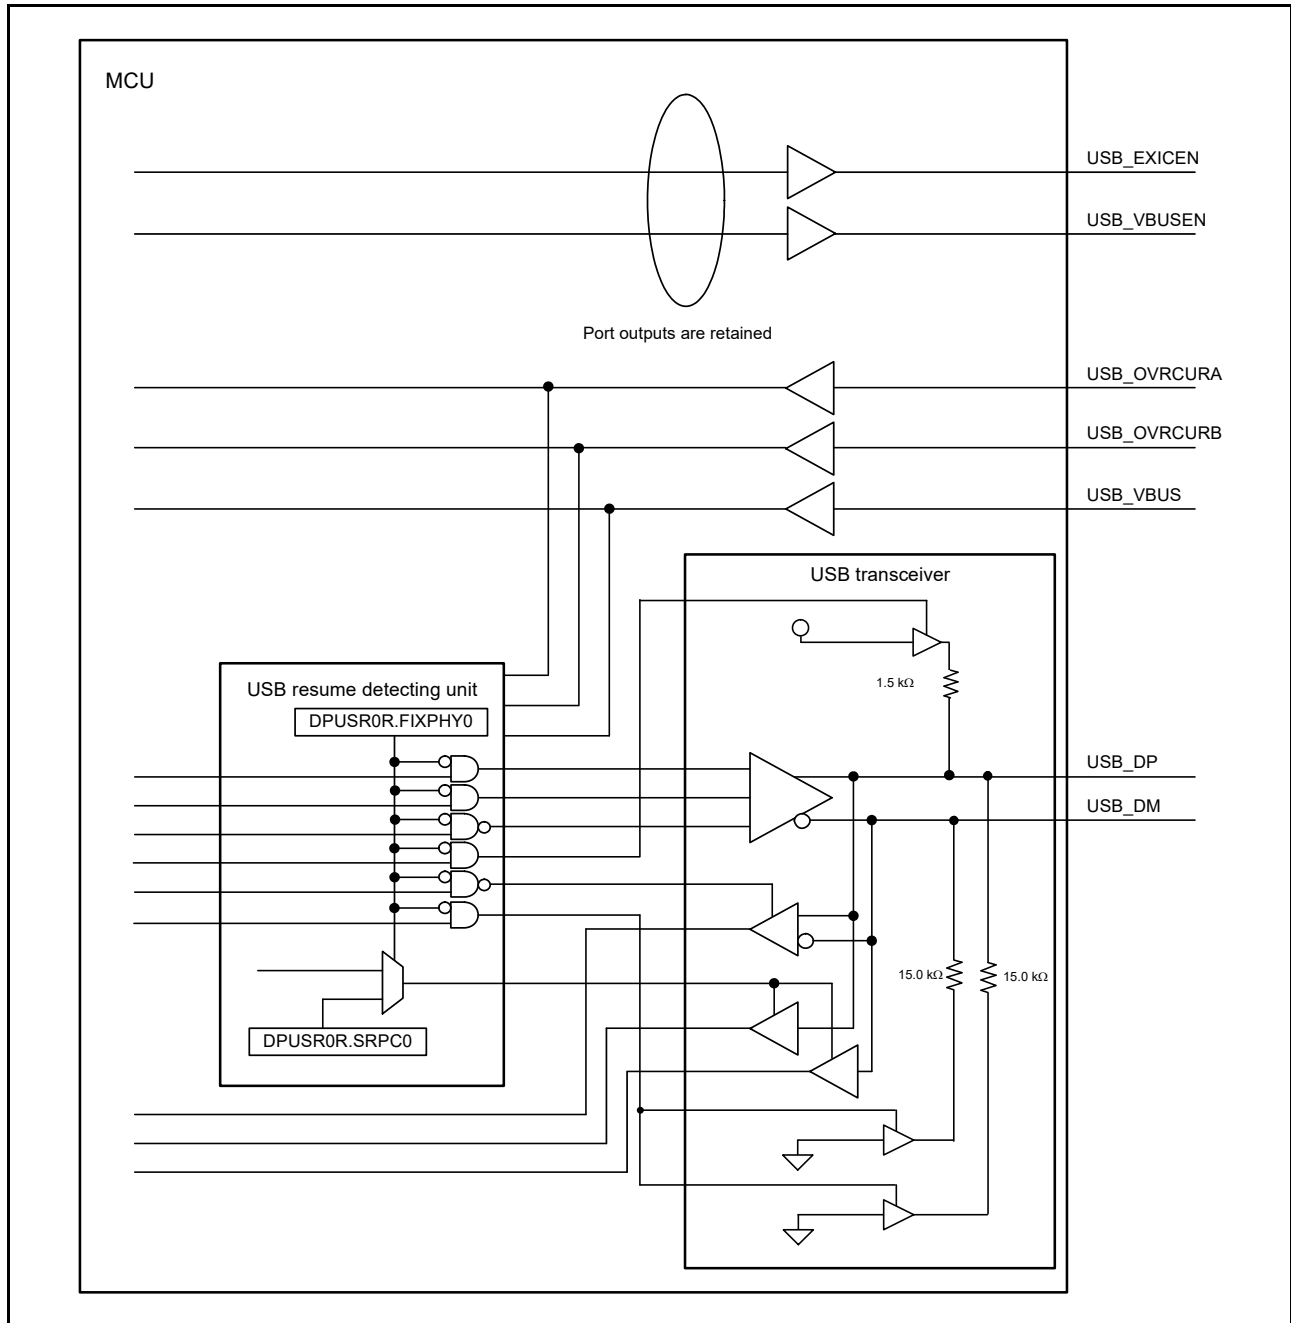 MCU
USB_EXICEN
USB_VBUSEN
Port outputs are retained
USB_OVRCURA
USB_OVRCURB
USB_VBUS
USB transceiver
1.5 kΩ
USB resume detecting unit
DPUSR0R.FIXPHY0
USB_DP
USB_DM
15.0 kΩ
15.0 kΩ
DPUSR0R.SRPC0